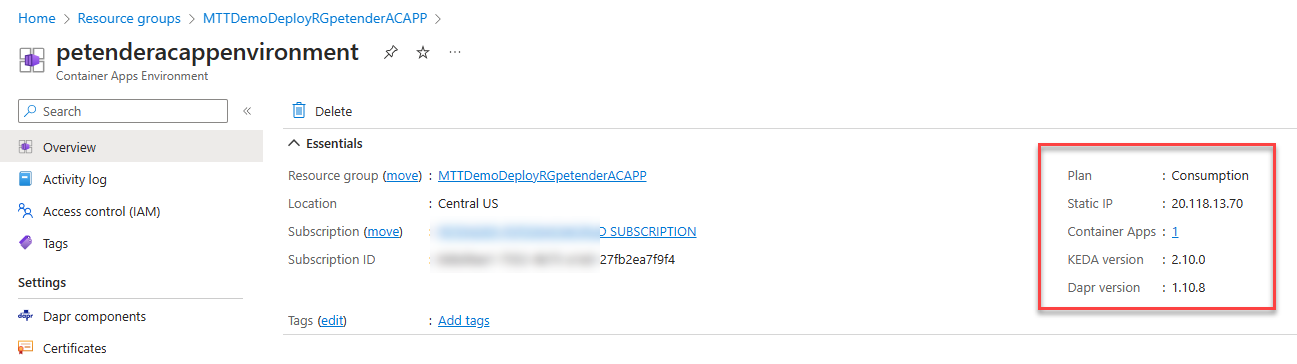 Home > Resource groups > MTTDemoDeployRGpetenderACAPP >
petenderacappenvironment ...
Container Apps Environment
Search «
Delete
Overview
Activity log
Access control (IAM)
Tags
Settings
dapr Dapr components
Certificates
Essentials
Resource group (move) : MTTDemoDeployRGpetenderACAPP
Location : Central US
Subscription (move) : SUBSCRIPTION
Subscription ID : 27fb2ea7f9f4
Tags (edit) : Add tags
Plan : Consumption
Static IP : 20.118.13.70
Container Apps : 1
KEDA version : 2.10.0
Dapr version : 1.10.8